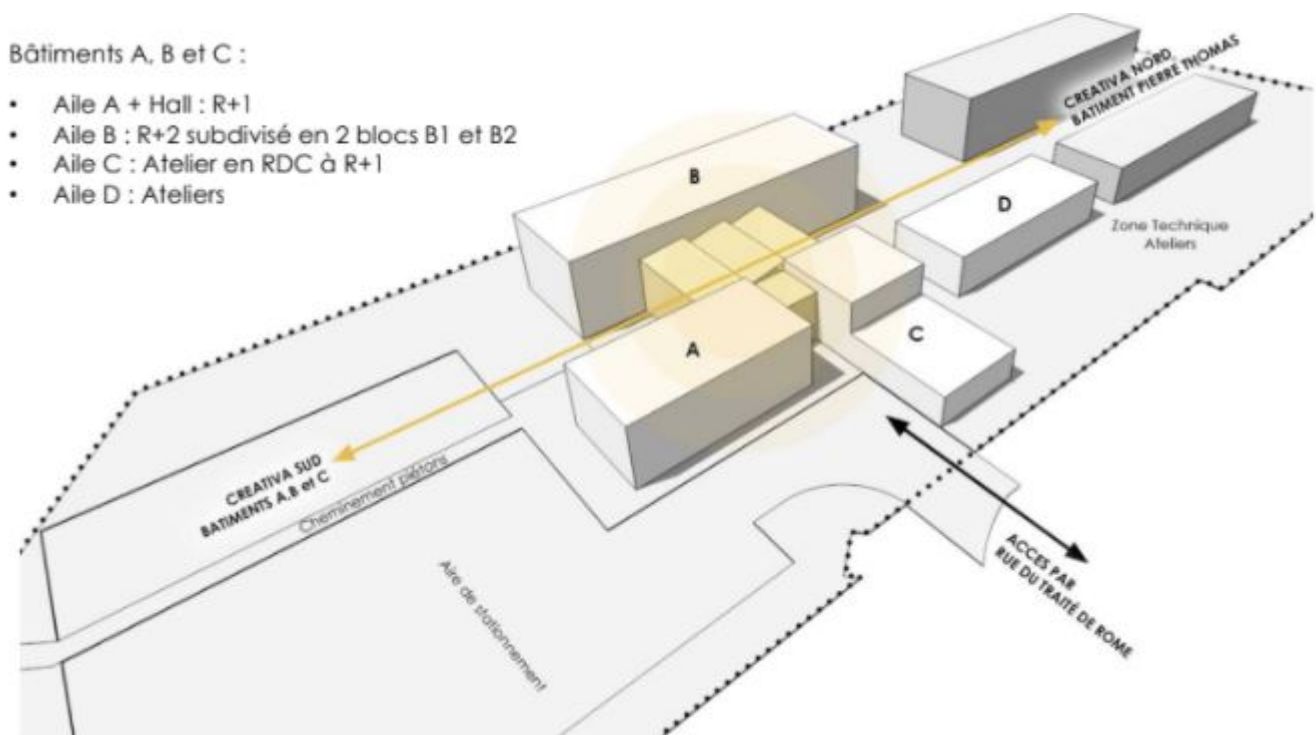 Bâtiments A, B et C :
• Aile A + Hall : R+1
• Aile B : R+2 subdivisé en 2 blocs B1 et B2
• Aile C : Atelier en RDC à R+1
• Aile D : Ateliers
CREATIVA NORD
BATIMENT PIERRE THOMAS
B
D
Zone Technique
Ateliers
A
C
CREATIVA SUD
BATIMENTS A,B et C
Cheminement piétons
Aire de stationnement
ACCES PAR
RUE DU TRAITÉ DE ROME